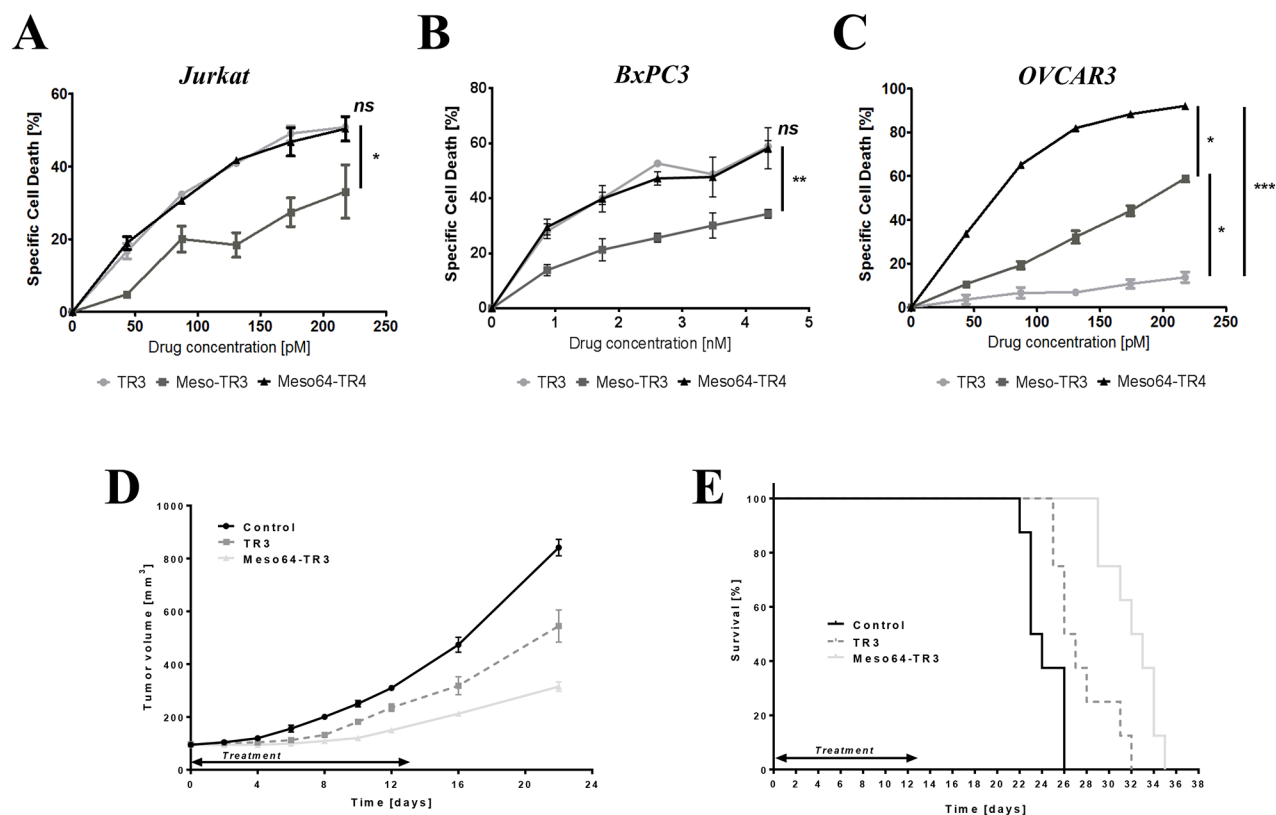 A
Jurkat
Specific Cell Death [%]
60
40
20
0
0 50 100 150 200 250
Drug concentration [pM]
ns
*
TR3 Meso-TR3 Meso64-TR4
B
BxPC3
Specific Cell Death [%]
80
60
40
20
0
0 1 2 3 4 5
Drug concentration [nM]
ns
**
TR3 Meso-TR3 Meso64-TR4
C
OVCAR3
Specific Cell Death [%]
100
80
60
40
20
0
0 50 100 150 200 250
Drug concentration [pM]
*
*
***
TR3 Meso-TR3 Meso64-TR4
D
Tumor volume [mm3]
1000
800
600
400
200
0
Control
TR3
Meso64-TR3
Treatment
0 4 8 12 16 20 24
Time [days]
E
Survival [%]
100
80
60
40
20
0
Control
TR3
Meso64-TR3
Treatment
0 2 4 6 8 10 12 14 16 18 20 22 24 26 28 30 32 34 36 38
Time [days]